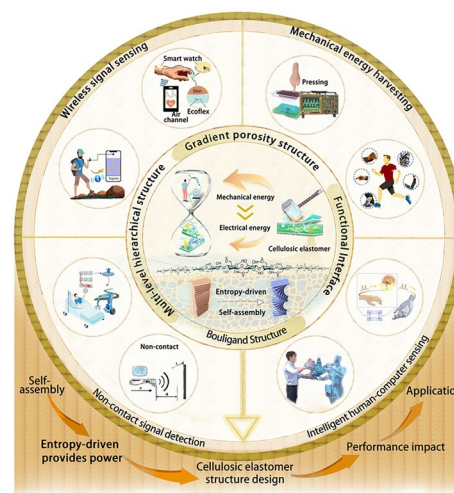 Wireless signal sensing
Mechanical energy harvesting
Smart watch
Skin
Air
channel
Ecoflex
Pressing
Gradient porosity structure
Multi-level hierarchical structure
Functional Interface
Mechanical energy
Electrical energy
Cellulosic elastomer
Entropy-driven
Self-assembly
Bouligand Structure
Non-contact
Non-contact signal detection
Intelligent human-computer sensing
Self-
assembly
Entropy-driven
provides power
Cellulosic elastomer
structure design
Performance impact
Applicatio